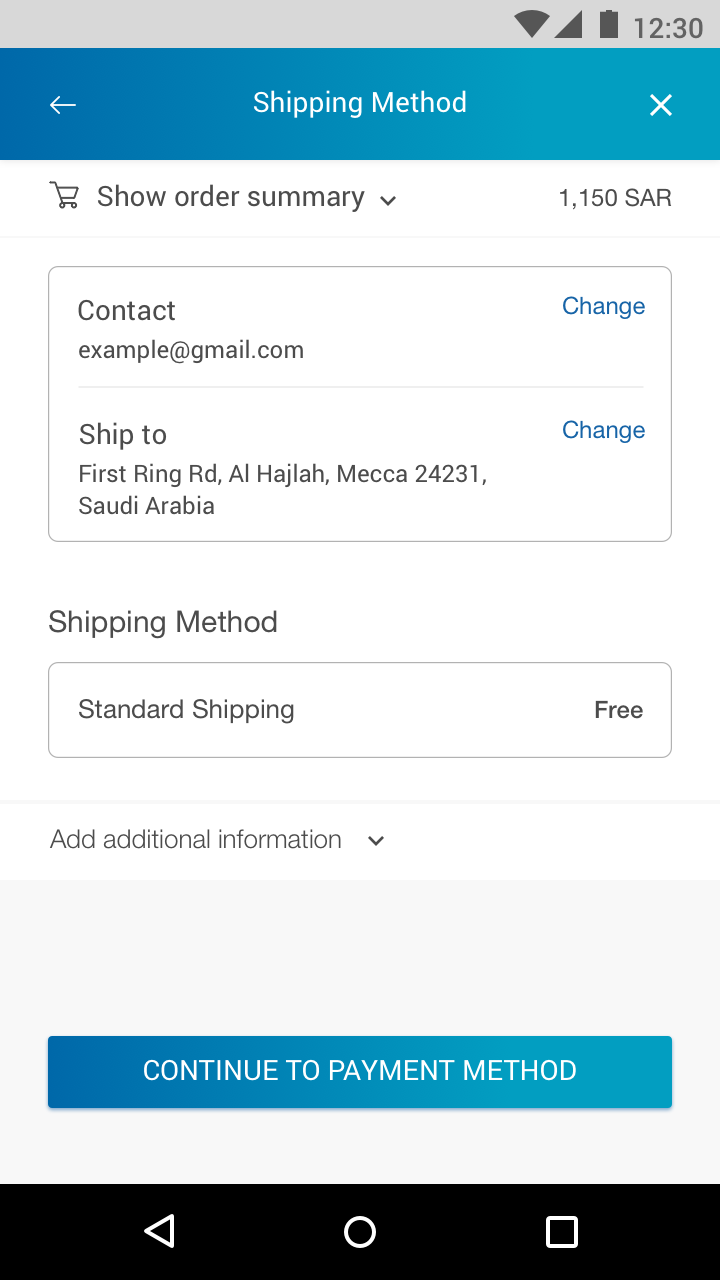 12:30
Shipping Method
Show order summary
1,150 SAR
Contact
Change
example@gmail.com
Ship to
Change
First Ring Rd, Al Hajlah, Mecca 24231,
Saudi Arabia
Shipping Method
Standard Shipping
Free
Add additional information
CONTINUE TO PAYMENT METHOD